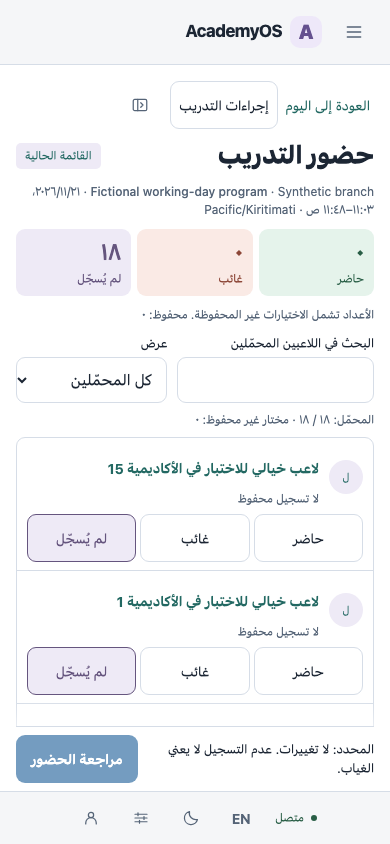 AcademyOS A
العودة إلى اليوم
إجراءات التدريب
حضور التدريب
القائمة الحالية
Synthetic branch · Fictional working-day program · ٢٠٢٦/١١/٢١،
١١:٠٣–١١:٤٨ ص · Pacific/Kiritimati
٠ ٠ ١٨
حاضر غائب لم يُسجّل
الأعداد تشمل الاختيارات غير المحفوظة. محفوظ: ٠
البحث في اللاعبين المحمّلين
عرض
كل المحمّلين
المحمّل: ١٨ / ١٨ · مختار غير محفوظ: ٠
ل
لاعب خيالي للاختبار في الأكاديمية 15
لا تسجيل محفوظ
حاضر غائب لم يُسجّل
ل
لاعب خيالي للاختبار في الأكاديمية 1
لا تسجيل محفوظ
حاضر غائب لم يُسجّل
المحدد: لا تغييرات. عدم التسجيل لا يعني
الغياب.
مراجعة الحضور
متصل
EN